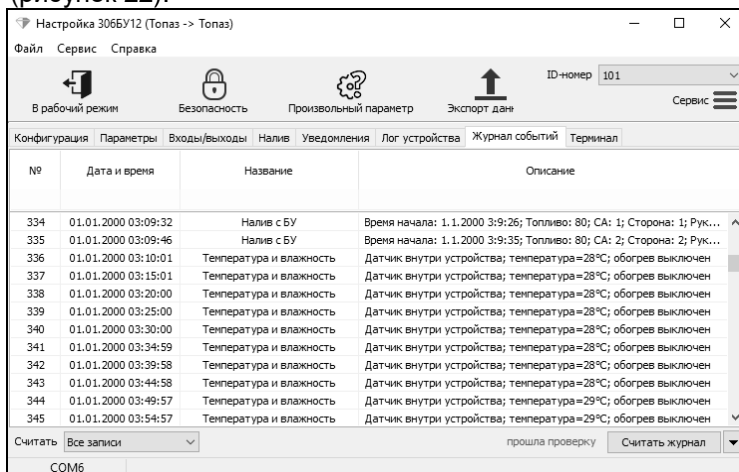 (рисунок 22).
Настройка 306БУ12 (Топаз -> Топаз)
Файл Сервис Справка
ID-номер 101
В рабочий режим Безопасность Произвольный параметр Экспорт данн
Сервис
Конфигурация Параметры Входы/выходы Налив Уведомления Лог устройства Журнал событий Терминал
№ Дата и время Название Описание
334 01.01.2000 03:09:32 Налив с БУ Время начала: 1.1.2000 3:9:26; Топливо: 80; СА: 1; Сторона: 1; Рук...
335 01.01.2000 03:09:46 Налив с БУ Время начала: 1.1.2000 3:9:35; Топливо: 80; СА: 2; Сторона: 2; Рук...
336 01.01.2000 03:10:01 Температура и влажность Датчик внутри устройства; температура=28°C; обогрев выключен
337 01.01.2000 03:15:01 Температура и влажность Датчик внутри устройства; температура=28°C; обогрев выключен
338 01.01.2000 03:20:00 Температура и влажность Датчик внутри устройства; температура=28°C; обогрев выключен
339 01.01.2000 03:25:00 Температура и влажность Датчик внутри устройства; температура=28°C; обогрев выключен
340 01.01.2000 03:30:00 Температура и влажность Датчик внутри устройства; температура=28°C; обогрев выключен
341 01.01.2000 03:34:59 Температура и влажность Датчик внутри устройства; температура=28°C; обогрев выключен
342 01.01.2000 03:39:58 Температура и влажность Датчик внутри устройства; температура=28°C; обогрев выключен
343 01.01.2000 03:44:58 Температура и влажность Датчик внутри устройства; температура=28°C; обогрев выключен
344 01.01.2000 03:49:57 Температура и влажность Датчик внутри устройства; температура=29°C; обогрев выключен
345 01.01.2000 03:54:57 Температура и влажность Датчик внутри устройства; температура=29°C; обогрев выключен
Считать Все записи прошла проверку Считать журнал
COM6